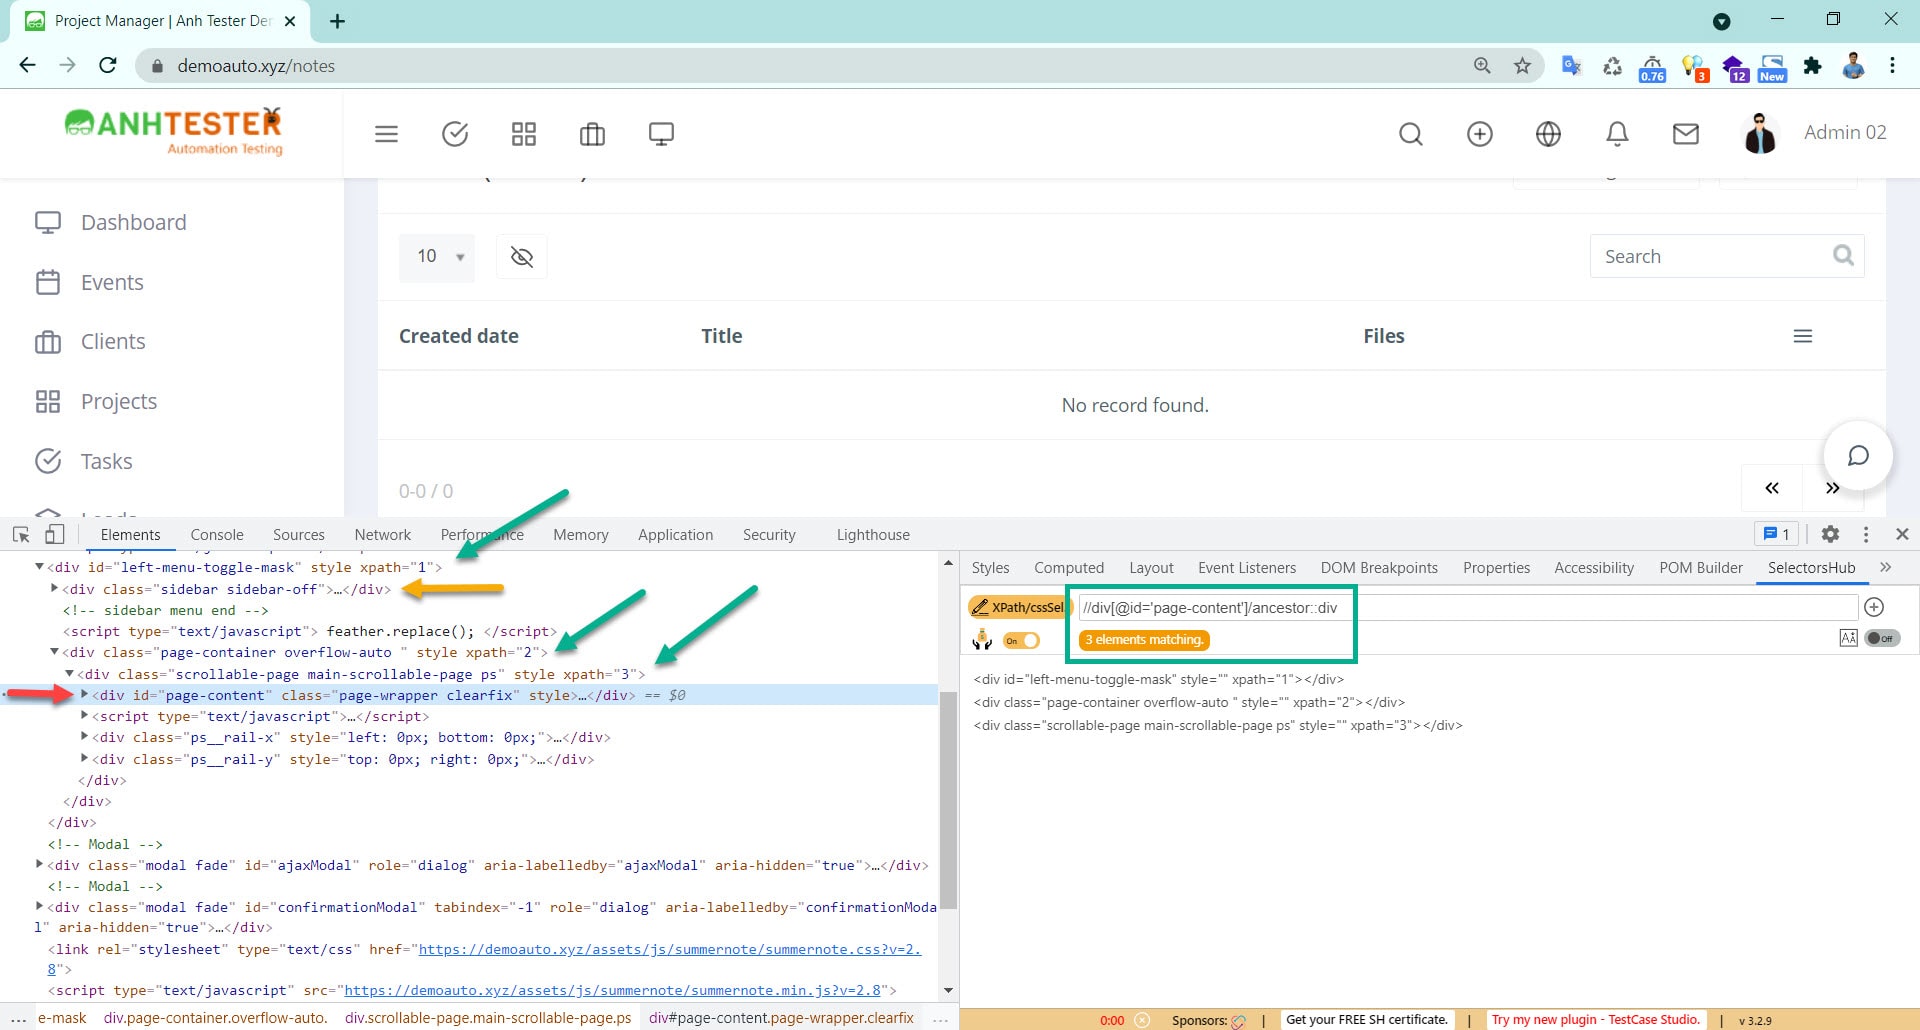 Project Manager | Anh Tester Der
demoauto.xyz/notes
0.76
3
12
New
ANHTESTER
Automation Testing
Admin 02
Dashboard
Events
Clients
Projects
Tasks
10
Search
Created date Title Files
No record found.
0-0 / 0
« »
Elements Console Sources Network Performance Memory Application Security Lighthouse
1
<div id="left-menu-toggle-mask" style xpath="1">
<div class="sidebar sidebar-off">…</div>
<!-- sidebar menu end -->
<script type="text/javascript"> feather.replace(); </script>
<div class="page-container overflow-auto " style xpath="2">
<div class="scrollable-page main-scrollable-page ps" style xpath="3">
<div id="page-content" class="page-wrapper clearfix" style>…</div> == $0
<script type="text/javascript">…</script>
<div class="ps__rail-x" style="left: 0px; bottom: 0px;">…</div>
<div class="ps__rail-y" style="top: 0px; right: 0px;">…</div>
</div>
</div>
</div>
<!-- Modal -->
<div class="modal fade" id="ajaxModal" role="dialog" aria-labelledby="ajaxModal" aria-hidden="true">…</div>
<!-- Modal -->
<div class="modal fade" id="confirmationModal" tabindex="-1" role="dialog" aria-labelledby="confirmationModa
l" aria-hidden="true">…</div>
<link rel="stylesheet" type="text/css" href="https://demoauto.xyz/assets/js/summernote/summernote.css?v=2.
8">
<script type="text/javascript" src="https://demoauto.xyz/assets/js/summernote/summernote.min.js?v=2.8">
... e-mask div.page-container.overflow-auto. div.scrollable-page.main-scrollable-page.ps div#page-content.page-wrapper.clearfix ...
Styles Computed Layout Event Listeners DOM Breakpoints Properties Accessibility POM Builder SelectorsHub »
XPath/cssSel //div[@id='page-content']/ancestor::div
On 3 elements matching. Off
<div id="left-menu-toggle-mask" style="" xpath="1"></div>
<div class="page-container overflow-auto " style="" xpath="2"></div>
<div class="scrollable-page main-scrollable-page ps" style="" xpath="3"></div>
0:00 Sponsors: | Get your FREE SH certificate. | Try my new plugin - TestCase Studio. | v 3.2.9